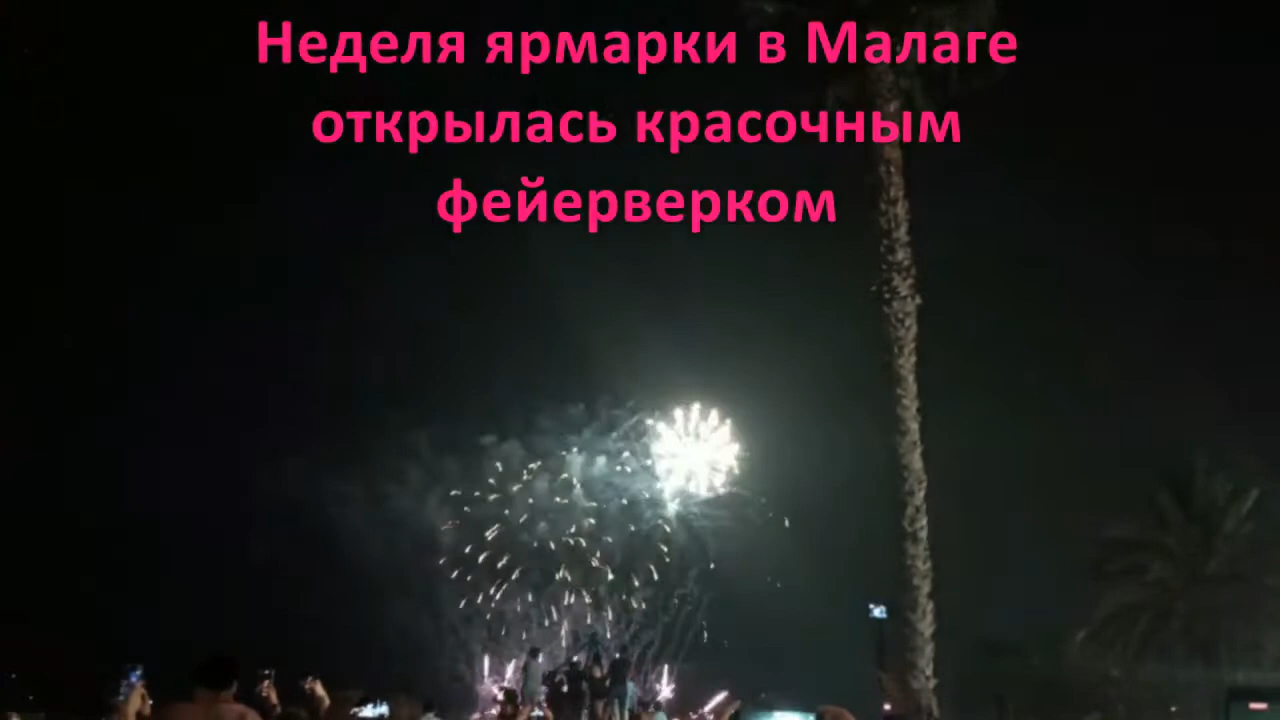 Неделя ярмарки в Малаге
открылась красочным
фейерверком